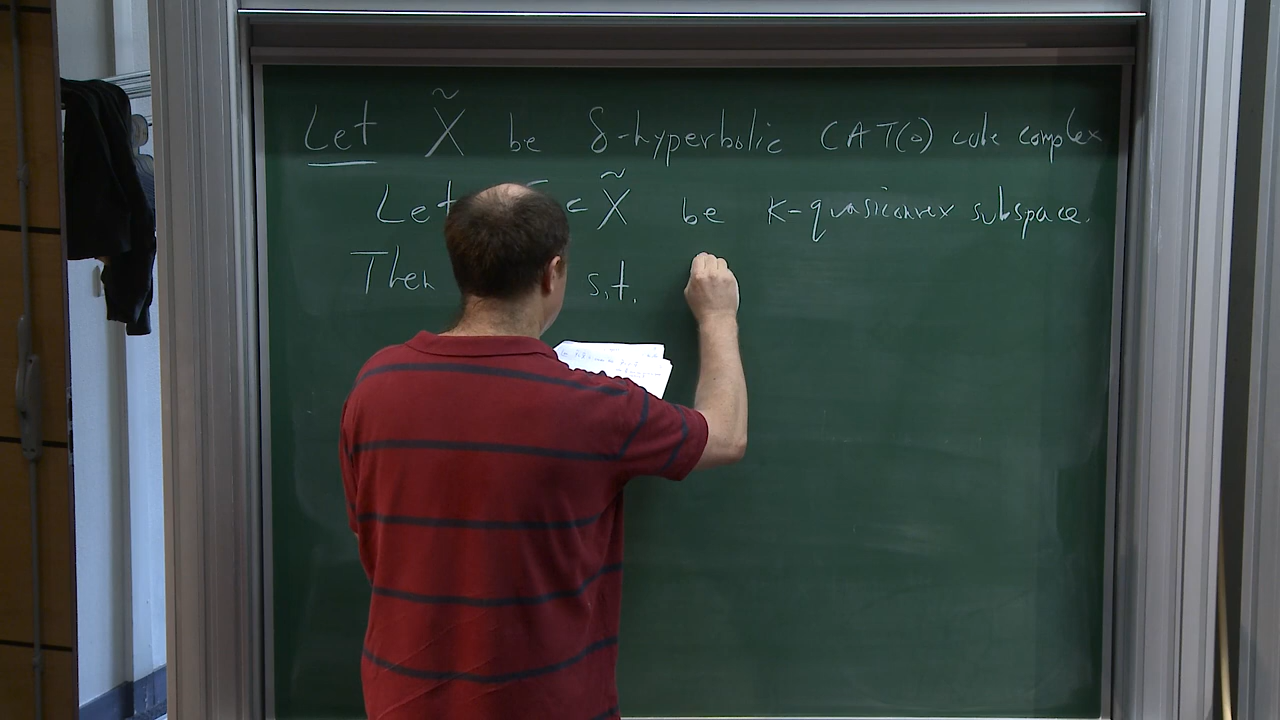 Let X̃ be δ-hyperbolic CAT(0) cube complex
Let ⊂ X̃ be K-quasiconvex subspace.
Then s.t.